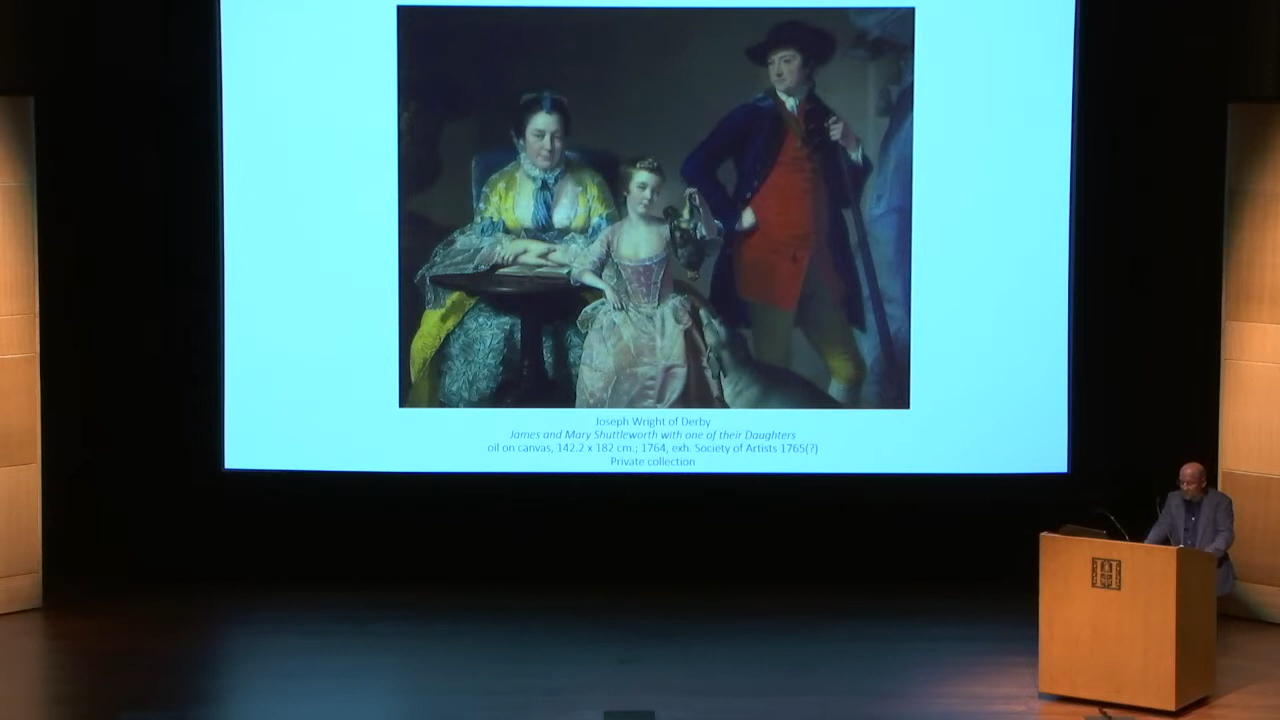 Joseph Wright of Derby
James and Mary Shuttleworth with one of their Daughters
oil on canvas, 142.2 x 182 cm.; 1764, exh. Society of Artists 1765(?)
Private collection